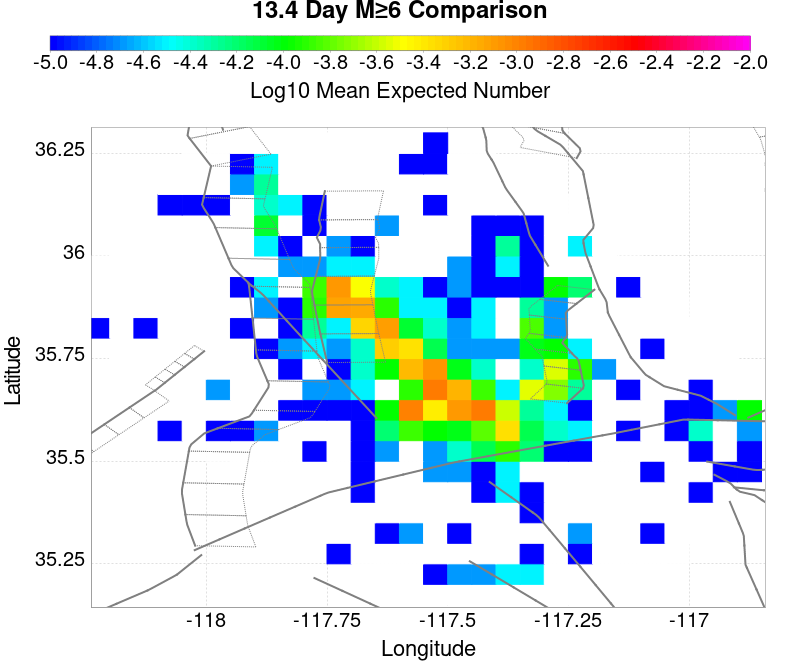 13.4 Day M≥6 Comparison
-5.0 -4.8 -4.6 -4.4 -4.2 -4.0 -3.8 -3.6 -3.4 -3.2 -3.0 -2.8 -2.6 -2.4 -2.2 -2.0
Log10 Mean Expected Number
36.25
36
35.75
35.5
35.25
Latitude
-118 -117.75 -117.5 -117.25 -117
Longitude